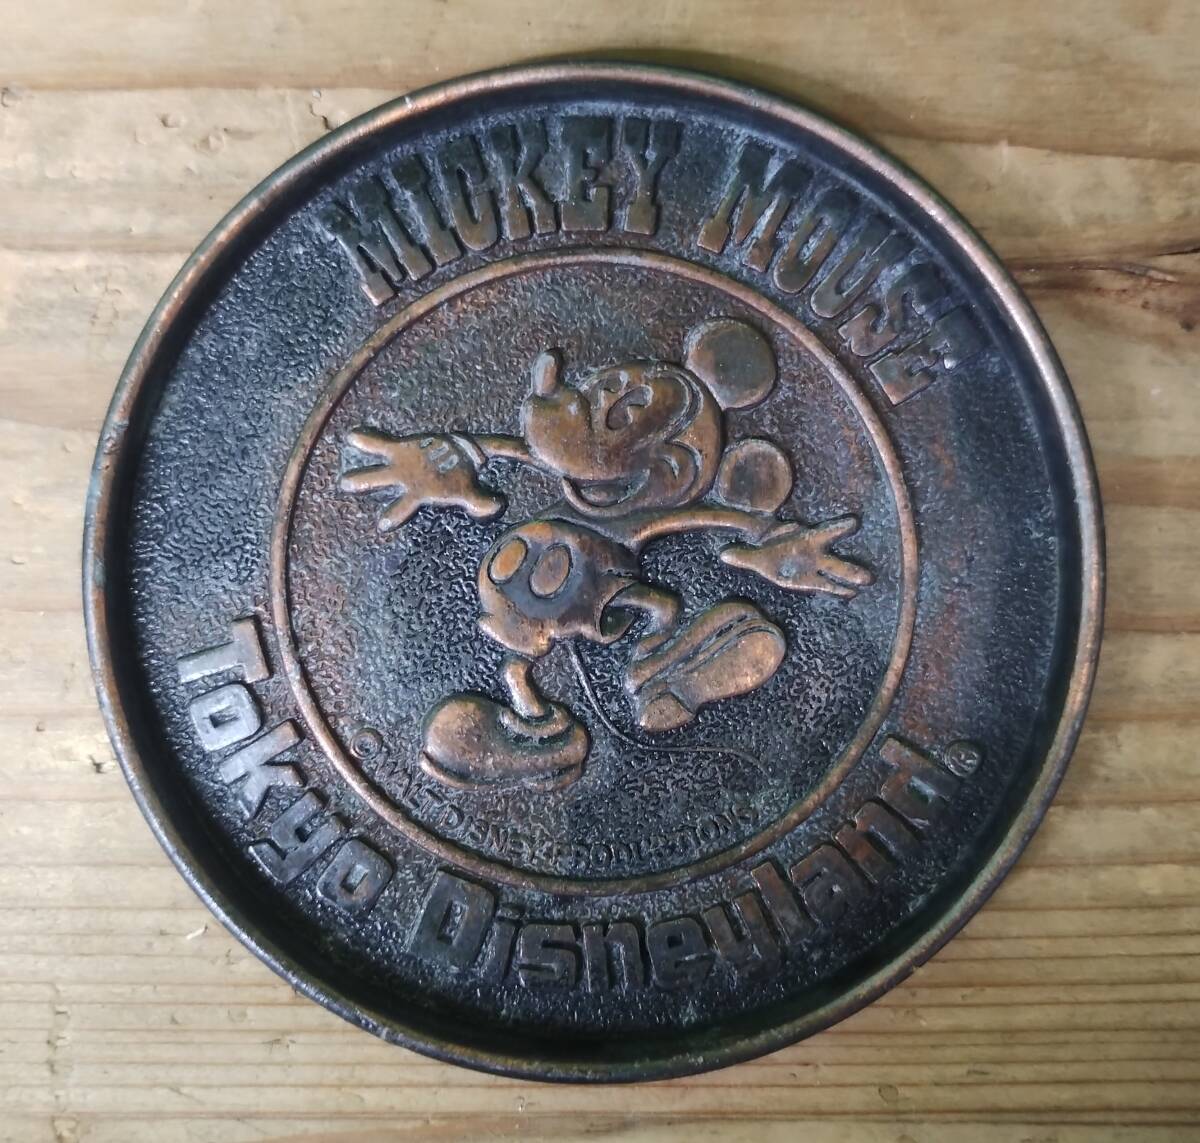 MICKEY MOUSE
© WALT DISNEY PRODUCTIONS
Tokyo Disneyland®